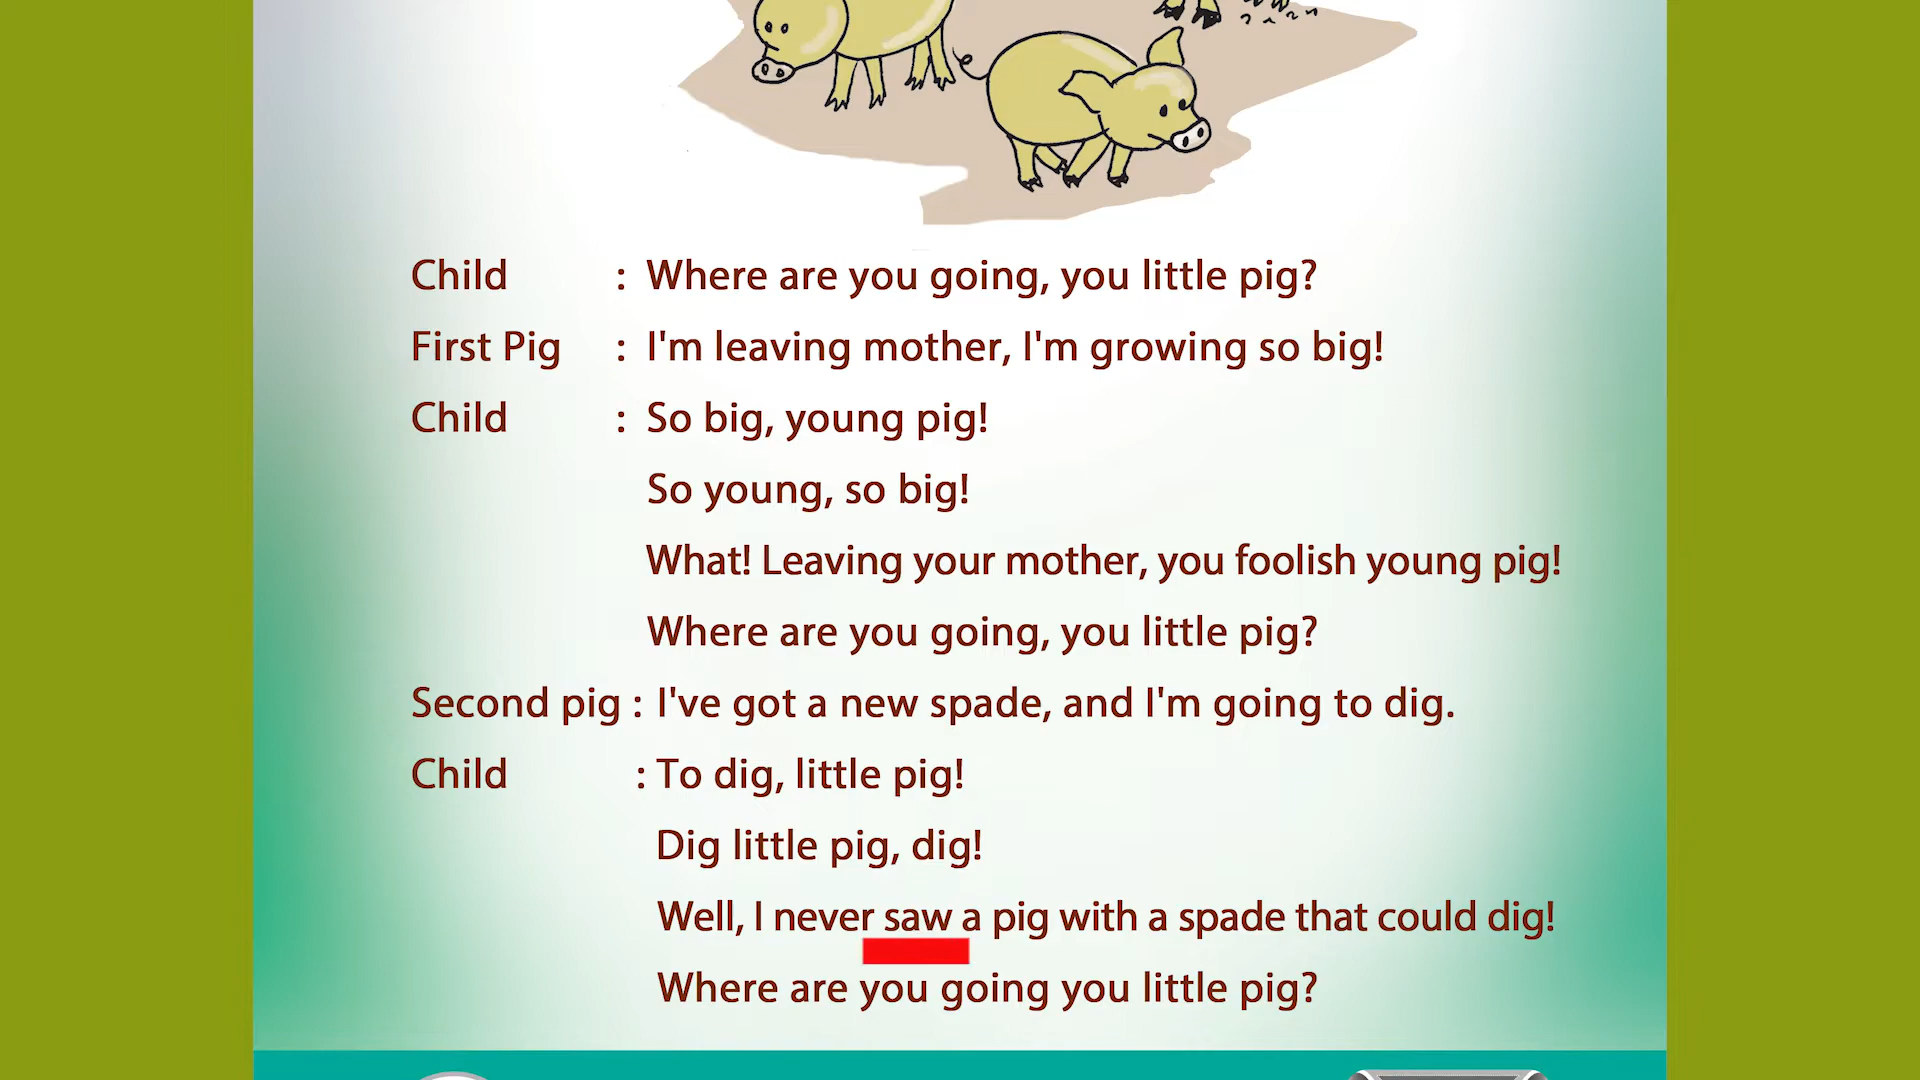 Child : Where are you going, you little pig?
First Pig : I'm leaving mother, I'm growing so big!
Child : So big, young pig!
So young, so big!
What! Leaving your mother, you foolish young pig!
Where are you going, you little pig?
Second pig : I've got a new spade, and I'm going to dig.
Child : To dig, little pig!
Dig little pig, dig!
Well, I never saw a pig with a spade that could dig!
Where are you going you little pig?